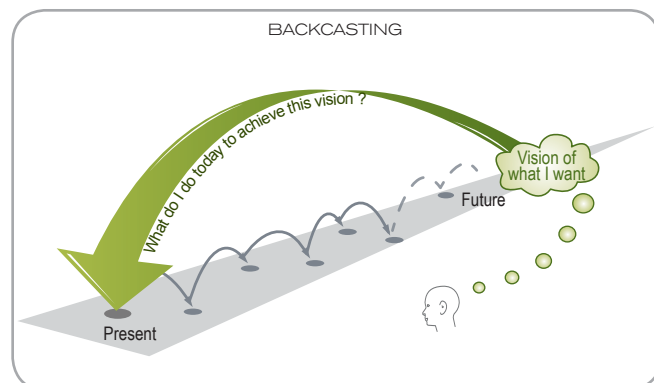 BACKCASTING
What do I do today to achieve this vision ?
Vision of
what I want
Future
Present